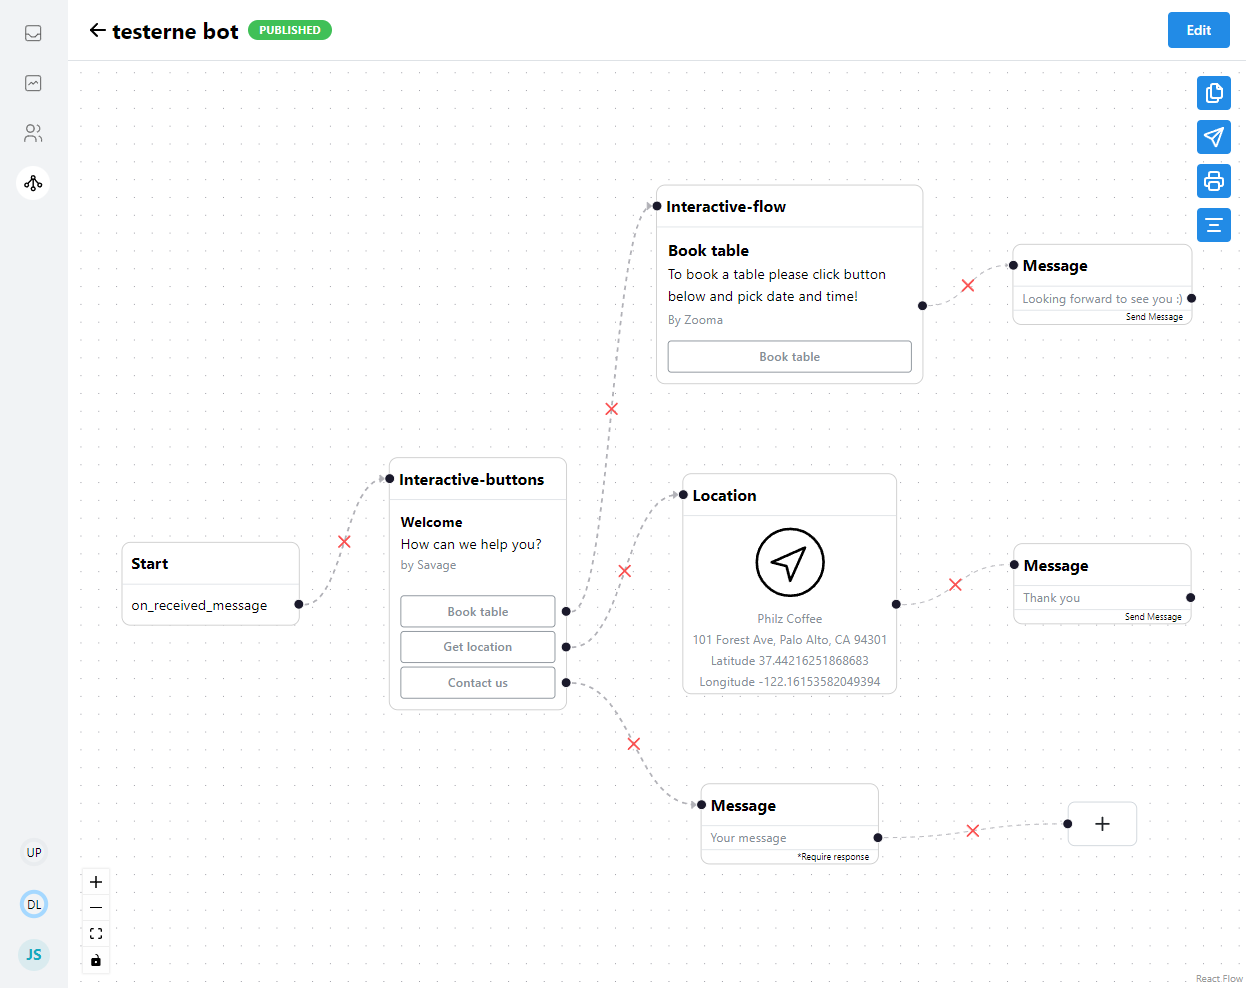 testerne bot
PUBLISHED
Edit
Interactive-flow
Book table
To book a table please click button
below and pick date and time!
By Zooma
Book table
Message
Looking forward to see you :)
Send Message
Interactive-buttons
Welcome
How can we help you?
by Savage
Book table
Get location
Contact us
Start
on_received_message
Location
Philz Coffee
101 Forest Ave, Palo Alto, CA 94301
Latitude 37.44216251868683
Longitude -122.16153582049394
Message
Thank you
Send Message
Message
Your message
*Require response
+
UP
DL
JS
React Flow